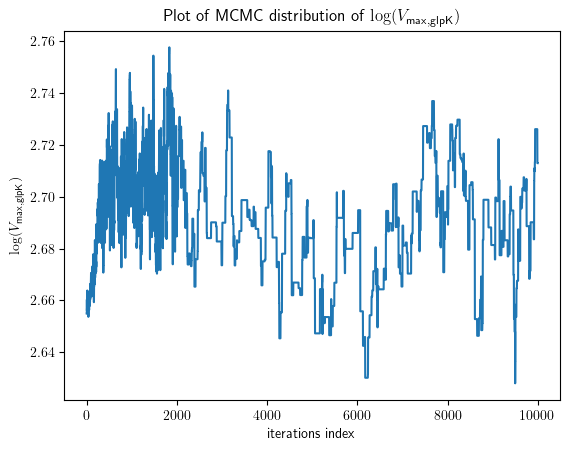 Plot of MCMC distribution of log(V_max,glpK)
log(V_max,glpK)
2.76
2.74
2.72
2.70
2.68
2.66
2.64
0 2000 4000 6000 8000 10000
iterations index